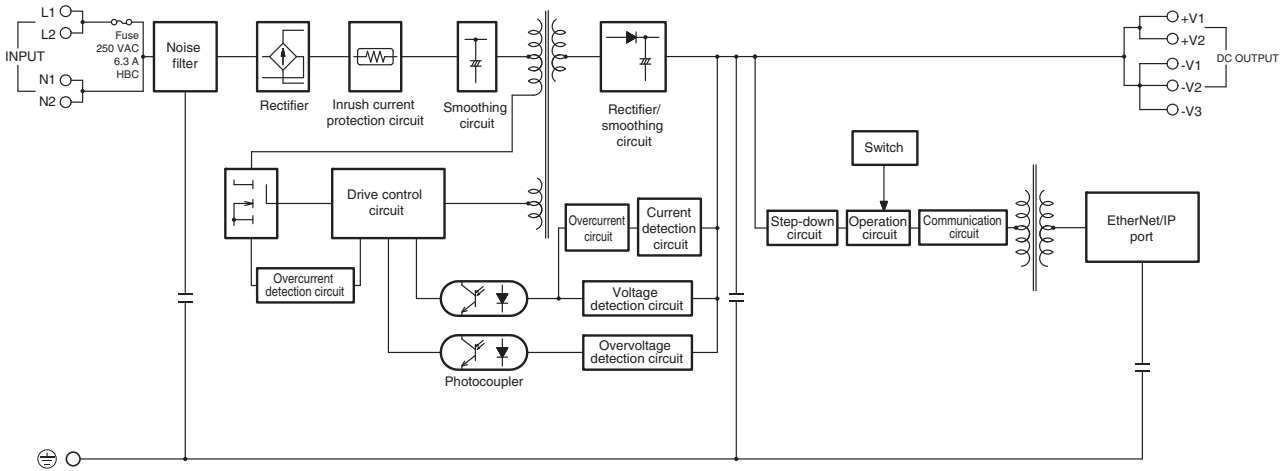 L1
L2
INPUT
N1
N2
Fuse
250 VAC
6.3 A
HBC
Noise
filter
Rectifier
Inrush current
protection circuit
Smoothing
circuit
Rectifier/
smoothing
circuit
+V1
+V2
DC OUTPUT
-V1
-V2
-V3
Drive control
circuit
Overcurrent
detection circuit
Overcurrent
circuit
Current
detection
circuit
Voltage
detection circuit
Overvoltage
detection circuit
Photocoupler
Switch
Step-down
circuit
Operation
circuit
Communication
circuit
EtherNet/IP
port